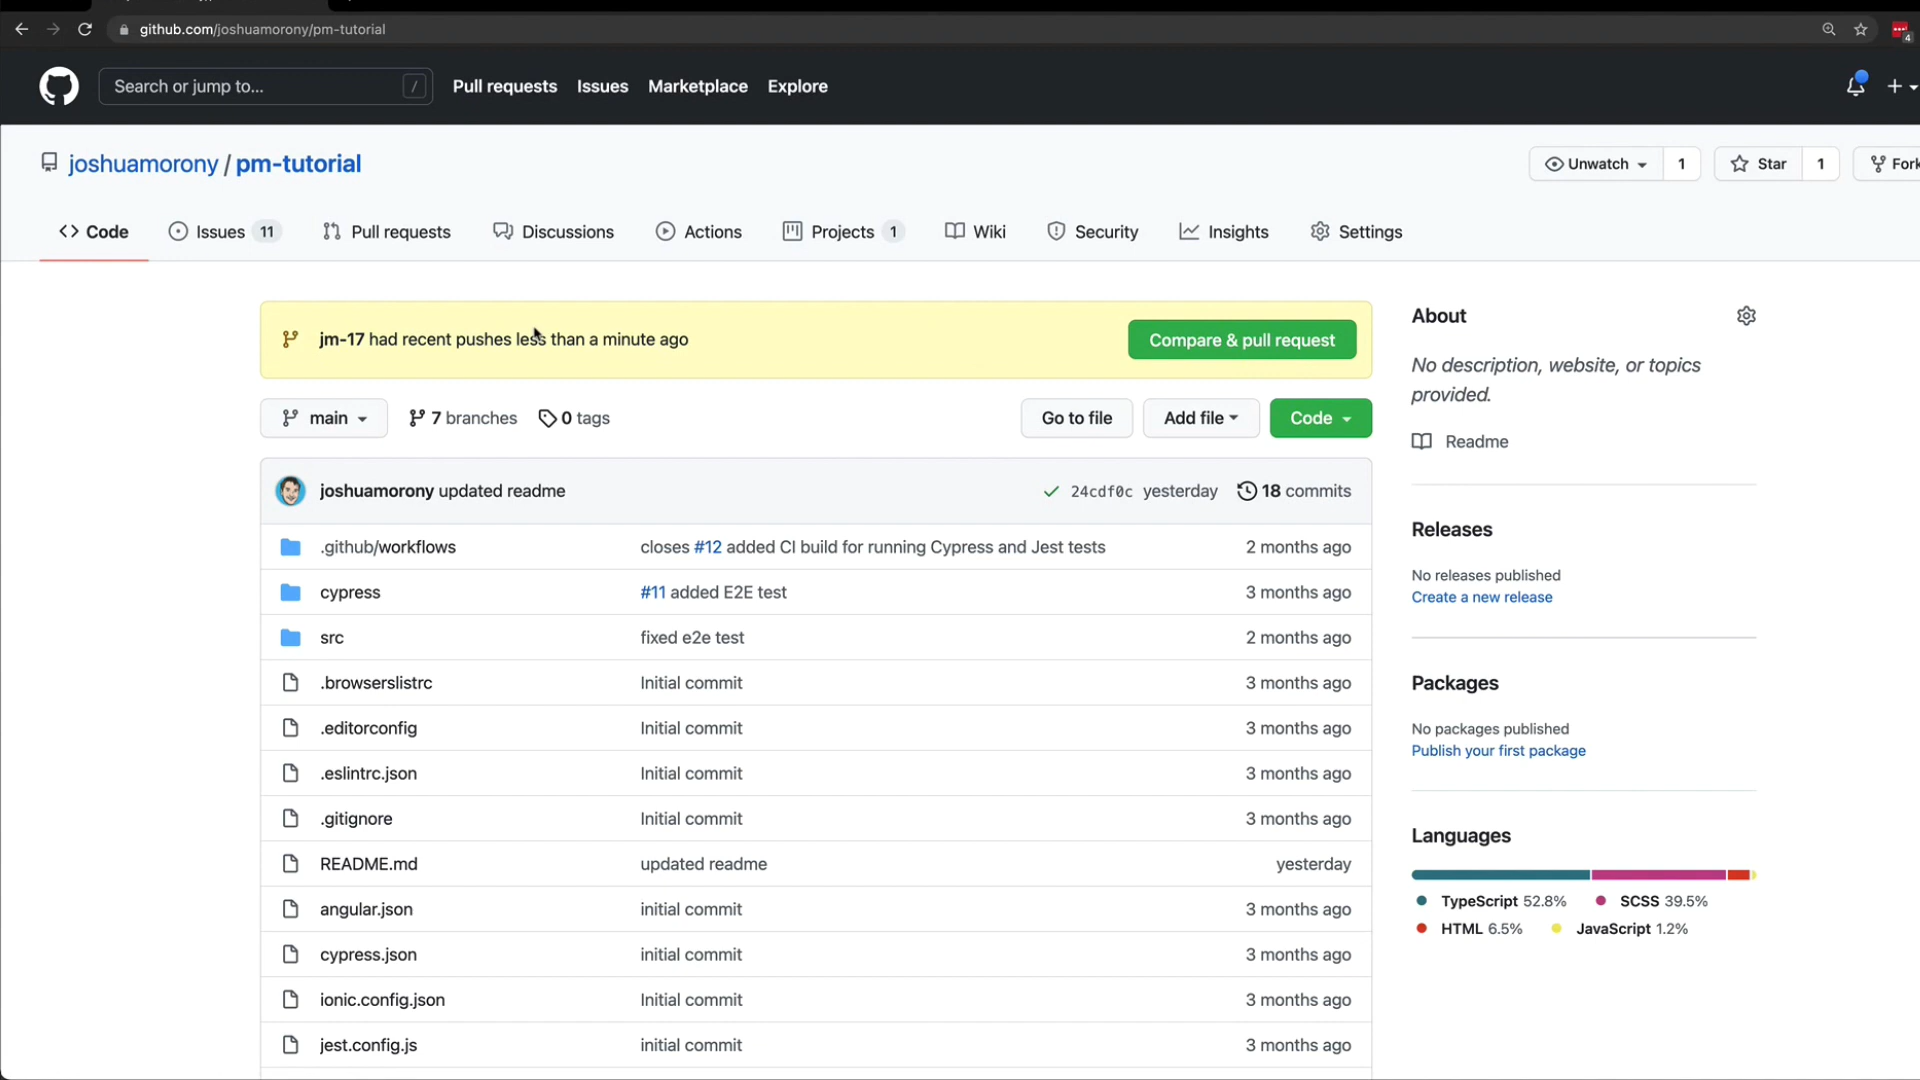 github.com/joshuamorony/pm-tutorial
4
Search or jump to... /
Pull requests Issues Marketplace Explore
joshuamorony / pm-tutorial
Unwatch 1 Star 1 Fork
Code Issues 11 Pull requests Discussions Actions Projects 1 Wiki Security Insights Settings
jm-17 had recent pushes less than a minute ago
Compare & pull request
main 7 branches 0 tags
Go to file Add file Code
joshuamorony updated readme 24cdf0c yesterday 18 commits
.github/workflows closes #12 added CI build for running Cypress and Jest tests 2 months ago
cypress #11 added E2E test 3 months ago
src fixed e2e test 2 months ago
.browserslistrc Initial commit 3 months ago
.editorconfig Initial commit 3 months ago
.eslintrc.json Initial commit 3 months ago
.gitignore Initial commit 3 months ago
README.md updated readme yesterday
angular.json initial commit 3 months ago
cypress.json initial commit 3 months ago
ionic.config.json Initial commit 3 months ago
jest.config.js initial commit 3 months ago
About
No description, website, or topics
provided.
Readme
Releases
No releases published
Create a new release
Packages
No packages published
Publish your first package
Languages
TypeScript 52.8% SCSS 39.5%
HTML 6.5% JavaScript 1.2%